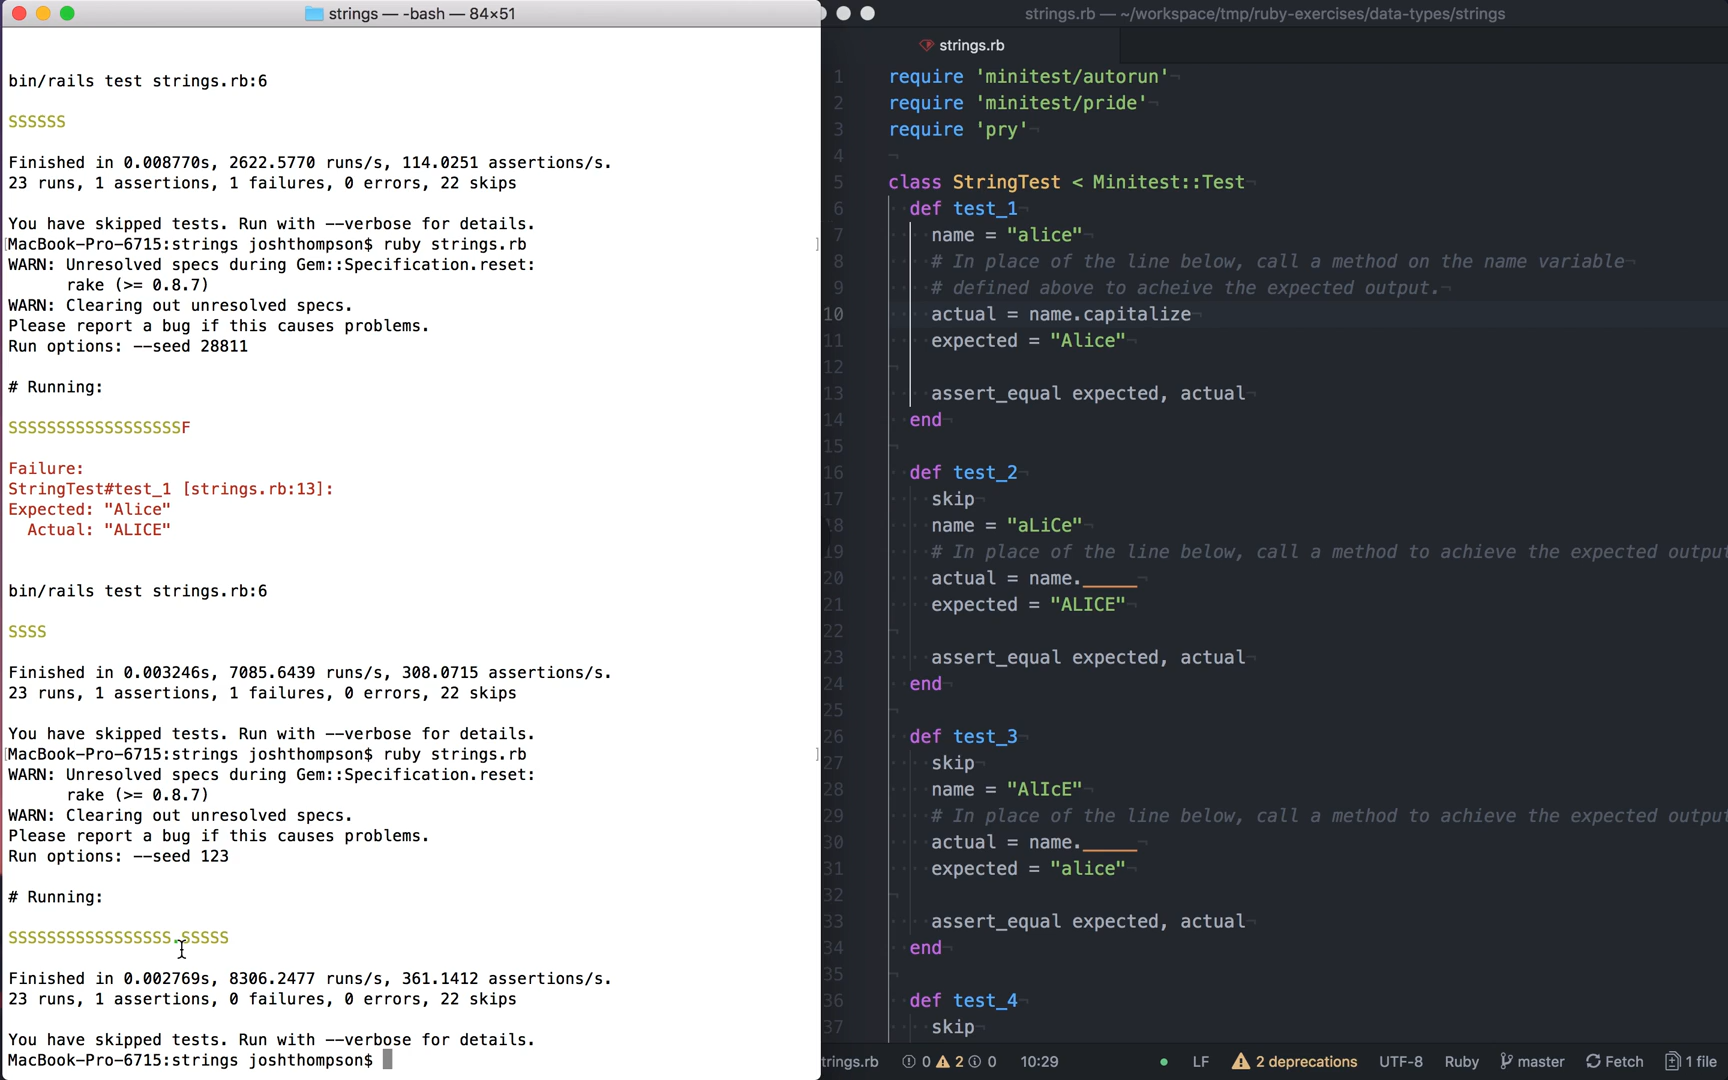 strings — -bash — 84×51
bin/rails test strings.rb:6
SSSSSS
Finished in 0.008770s, 2622.5770 runs/s, 114.0251 assertions/s.
23 runs, 1 assertions, 1 failures, 0 errors, 22 skips
You have skipped tests. Run with --verbose for details.
MacBook-Pro-6715:strings joshthompson$ ruby strings.rb
WARN: Unresolved specs during Gem::Specification.reset:
rake (>= 0.8.7)
WARN: Clearing out unresolved specs.
Please report a bug if this causes problems.
Run options: --seed 28811
# Running:
SSSSSSSSSSSSSSSSSSF
Failure:
StringTest#test_1 [strings.rb:13]:
Expected: "Alice"
Actual: "ALICE"
bin/rails test strings.rb:6
SSSS
Finished in 0.003246s, 7085.6439 runs/s, 308.0715 assertions/s.
23 runs, 1 assertions, 1 failures, 0 errors, 22 skips
You have skipped tests. Run with --verbose for details.
MacBook-Pro-6715:strings joshthompson$ ruby strings.rb
WARN: Unresolved specs during Gem::Specification.reset:
rake (>= 0.8.7)
WARN: Clearing out unresolved specs.
Please report a bug if this causes problems.
Run options: --seed 123
# Running:
SSSSSSSSSSSSSSSSS.SSSSS
Finished in 0.002769s, 8306.2477 runs/s, 361.1412 assertions/s.
23 runs, 1 assertions, 0 failures, 0 errors, 22 skips
You have skipped tests. Run with --verbose for details.
MacBook-Pro-6715:strings joshthompson$
strings.rb — ~/workspace/tmp/ruby-exercises/data-types/strings
strings.rb
1 require 'minitest/autorun'
2 require 'minitest/pride'
3 require 'pry'
4
5 class StringTest < Minitest::Test
6 def test_1
7 name = "alice"
8 # In place of the line below, call a method on the name variable
9 # defined above to acheive the expected output.
10 actual = name.capitalize
11 expected = "Alice"
12
13 assert_equal expected, actual
14 end
15
16 def test_2
17 skip
18 name = "aLiCe"
19 # In place of the line below, call a method to achieve the expected output
20 actual = name._____
21 expected = "ALICE"
22
23 assert_equal expected, actual
24 end
25
26 def test_3
27 skip
28 name = "AlIcE"
29 # In place of the line below, call a method to achieve the expected output
30 actual = name._____
31 expected = "alice"
32
33 assert_equal expected, actual
34 end
35
36 def test_4
37 skip
trings.rb 0 2 0 10:29 LF 2 deprecations UTF-8 Ruby master Fetch 1 file